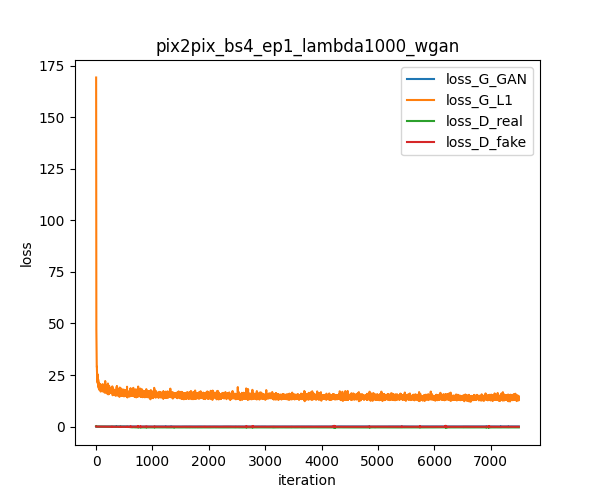 pix2pix_bs4_ep1_lambda1000_wgan
175
150
125
100
75
50
25
0
loss
loss_G_GAN
loss_G_L1
loss_D_real
loss_D_fake
0 1000 2000 3000 4000 5000 6000 7000
iteration